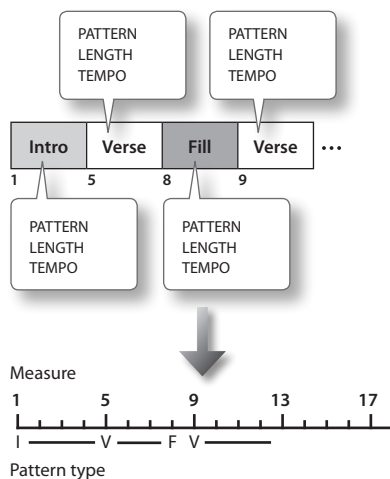 PATTERN
LENGTH
TEMPO
PATTERN
LENGTH
TEMPO
Intro Verse Fill Verse ...
1 5 8 9
PATTERN
LENGTH
TEMPO
PATTERN
LENGTH
TEMPO
Measure
1 5 9 13 17
I V F V
Pattern type